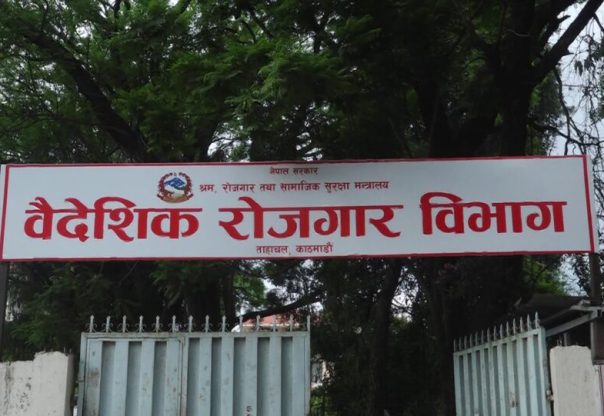 नेपाल सरकार
श्रम, रोजगार तथा सामाजिक सुरक्षा मन्त्रालय
वैदेशिक रोजगार विभाग
ताहाचल, काठमाडौं